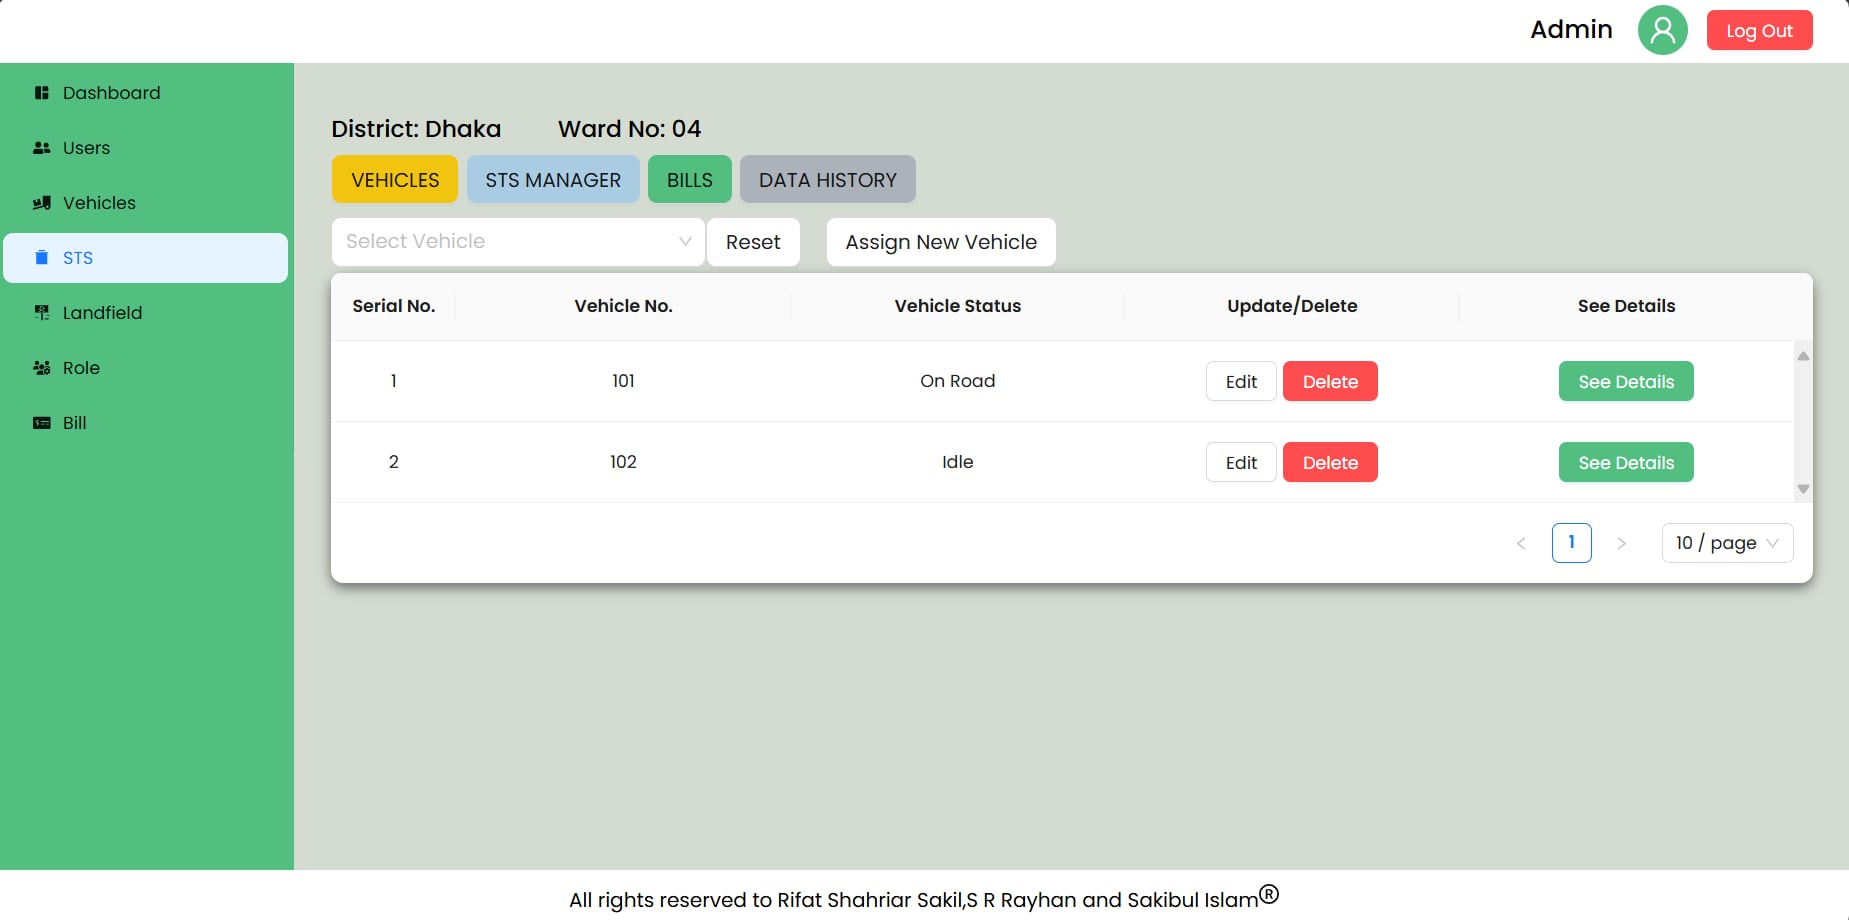 Admin Log Out
Dashboard
Users
Vehicles
STS
Landfield
Role
Bill
District: Dhaka Ward No: 04
VEHICLES STS MANAGER BILLS DATA HISTORY
Select Vehicle Reset Assign New Vehicle
Serial No. Vehicle No. Vehicle Status Update/Delete See Details
1 101 On Road Edit Delete See Details
2 102 Idle Edit Delete See Details
< 1 > 10 / page
All rights reserved to Rifat Shahriar Sakil,S R Rayhan and Sakibul Islam®